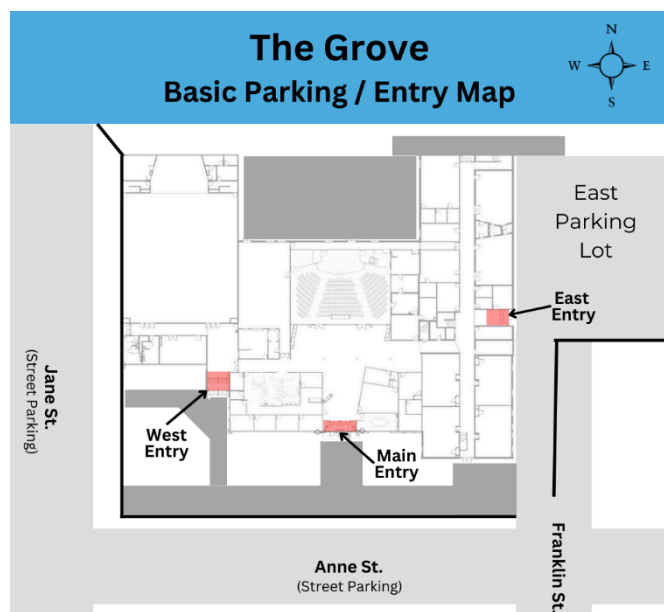 The Grove
Basic Parking / Entry Map
N
W
E
S
East
Parking
Lot
East
Entry
West
Entry
Main
Entry
Jane St.
(Street Parking)
Anne St.
(Street Parking)
Franklin St.